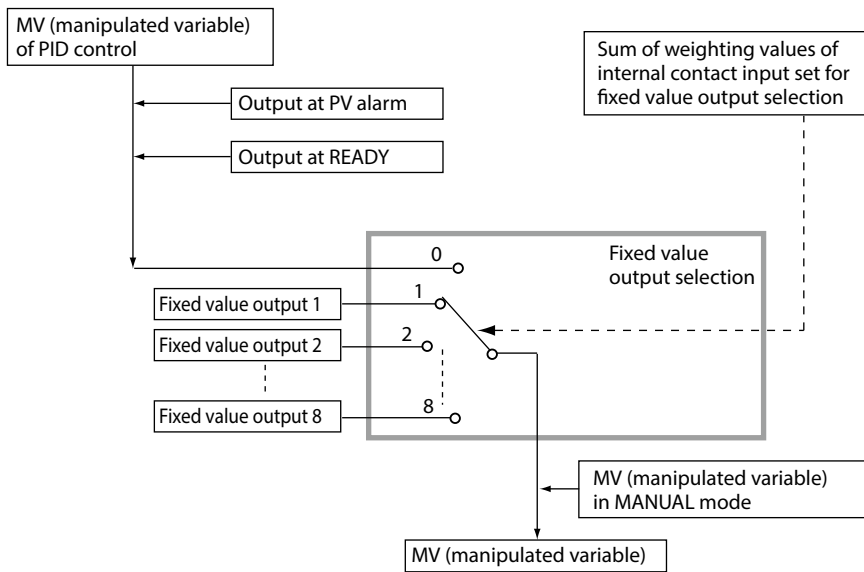 MV (manipulated variable)
of PID control
Sum of weighting values of
internal contact input set for
fixed value output selection
Output at PV alarm
Output at READY
0
Fixed value
output selection
Fixed value output 1
1
Fixed value output 2
2
Fixed value output 8
8
MV (manipulated variable)
in MANUAL mode
MV (manipulated variable)